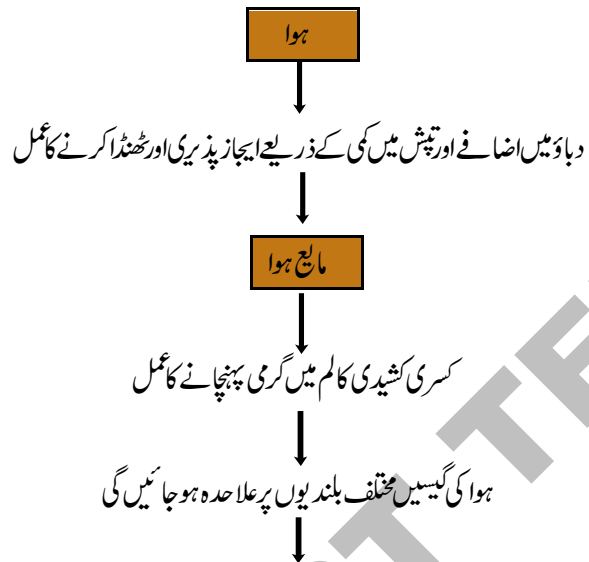 ہوا
دباؤ میں اضافے اور تپش میں کمی کے ذریعے ایجاز پذیری اور ٹھنڈا کرنے کا عمل
مایع ہوا
کسری کشیدی کالم میں گرمی پہنچانے کا عمل
ہوا کی گیسیں مختلف بلندیوں پر علاحدہ ہو جائیں گی